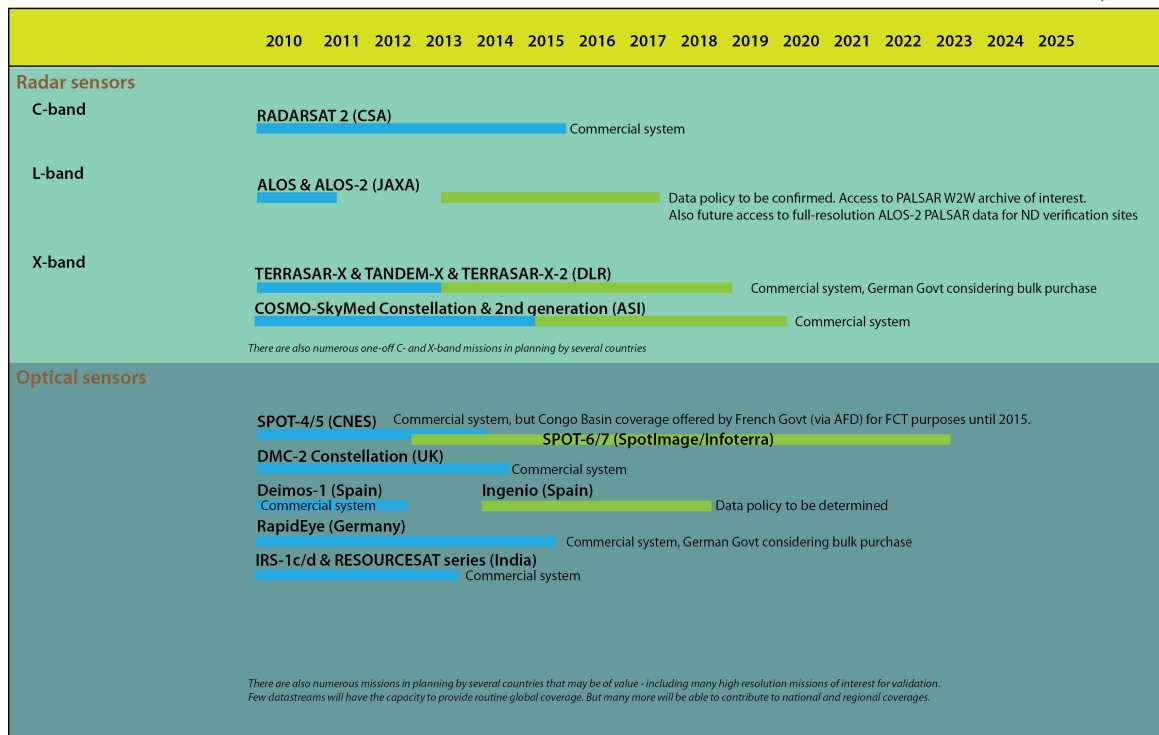 2010 2011 2012 2013 2014 2015 2016 2017 2018 2019 2020 2021 2022 2023 2024 2025
Radar sensors
C-band
RADARSAT 2 (CSA)
Commercial system
L-band
ALOS & ALOS-2 (JAXA)
Data policy to be confirmed. Access to PALSAR W2W archive of interest.
Also future access to full-resolution ALOS-2 PALSAR data for ND verification sites
X-band
TERRASAR-X & TANDEM-X & TERRASAR-X-2 (DLR)
Commercial system, German Govt considering bulk purchase
COSMO-SkyMed Constellation & 2nd generation (ASI)
Commercial system
There are also numerous one-off C- and X-band missions in planning by several countries
Optical sensors
SPOT-4/5 (CNES) Commercial system, but Congo Basin coverage offered by French Govt (via AFD) for FCT purposes until 2015.
SPOT-6/7 (SpotImage/Infoterra)
DMC-2 Constellation (UK)
Commercial system
Deimos-1 (Spain) Ingenio (Spain)
Commercial system Data policy to be determined
RapidEye (Germany)
Commercial system, German Govt considering bulk purchase
IRS-1c/d & RESOURCESAT series (India)
Commercial system
There are also numerous missions in planning by several countries that may be of value - including many high resolution missions of interest for validation.
Few datastreams will have the capacity to provide routine global coverage. But many more will be able to contribute to national and regional coverages.